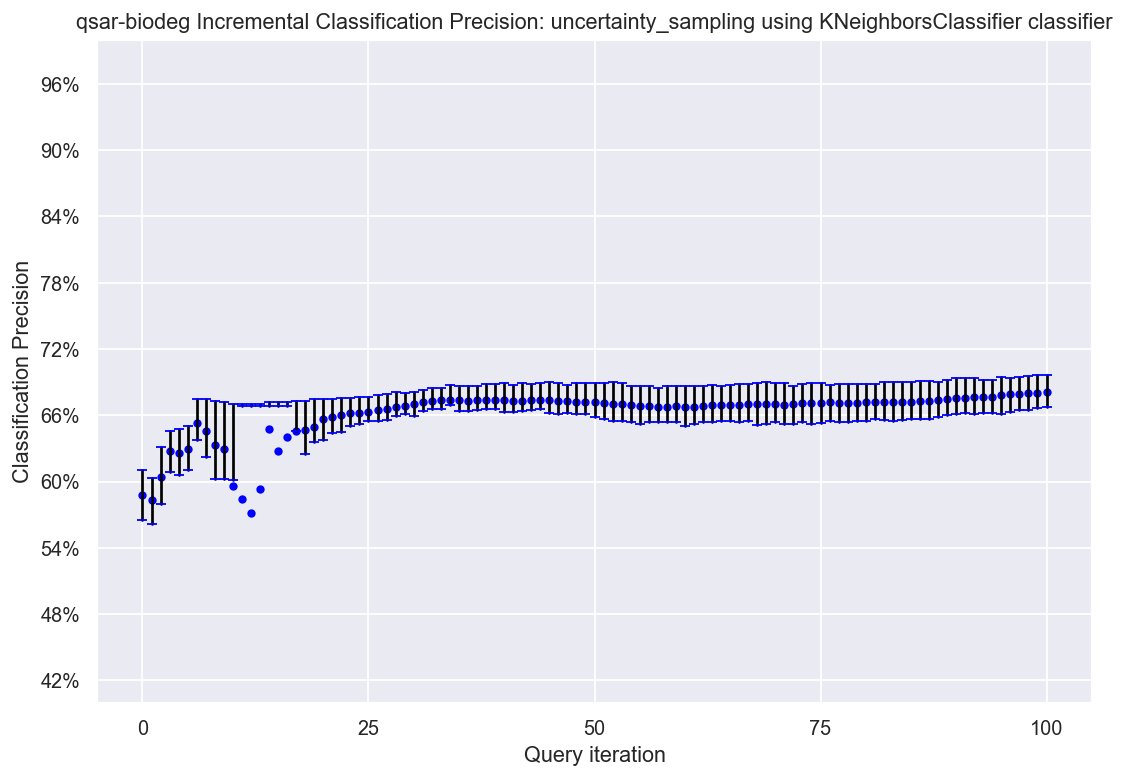 qsar-biodeg Incremental Classification Precision: uncertainty_sampling using KNeighborsClassifier classifier
96%
90%
84%
78%
72%
66%
60%
54%
48%
42%
Classification Precision
0 25 50 75 100
Query iteration